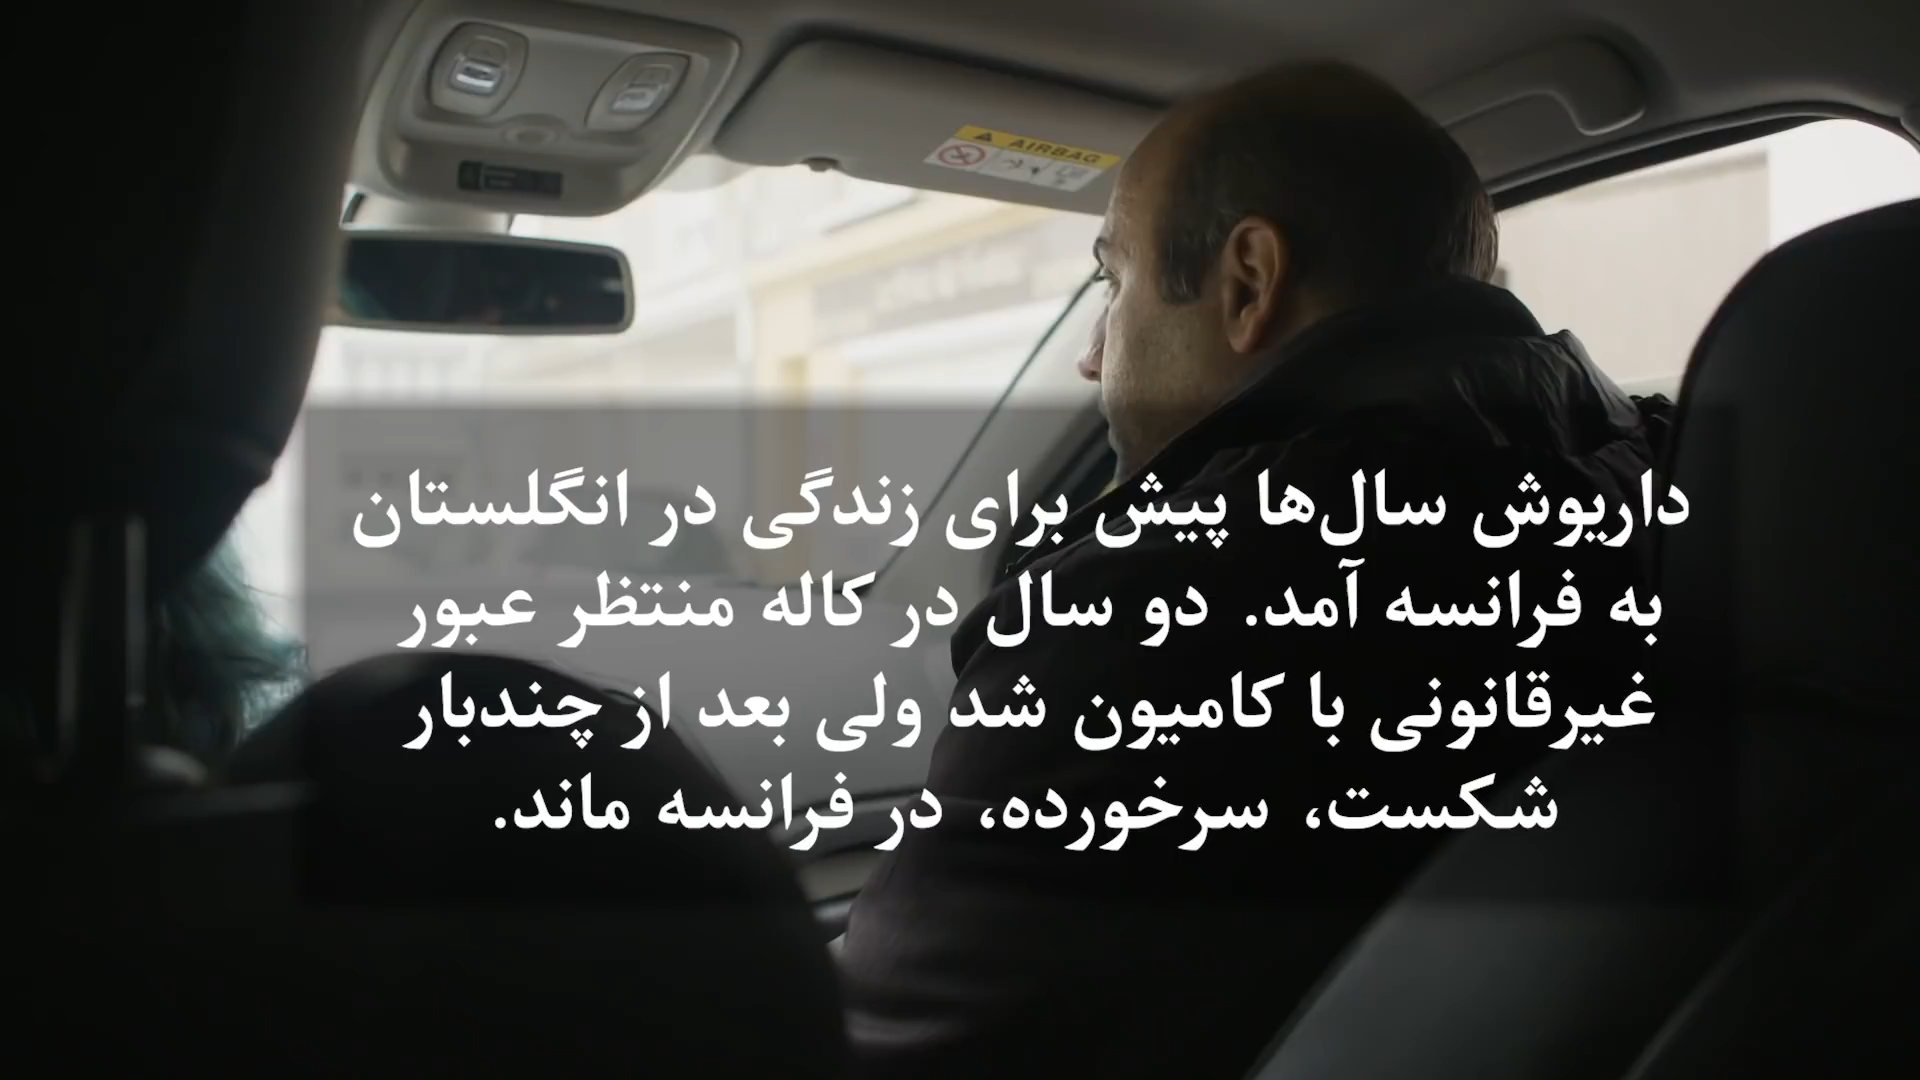 AIRBAG
داریوش سال‌ها پیش برای زندگی در انگلستان
به فرانسه آمد. دو سال در کاله منتظر عبور
غیرقانونی با کامیون شد ولی بعد از چندبار
شکست، سرخورده، در فرانسه ماند.